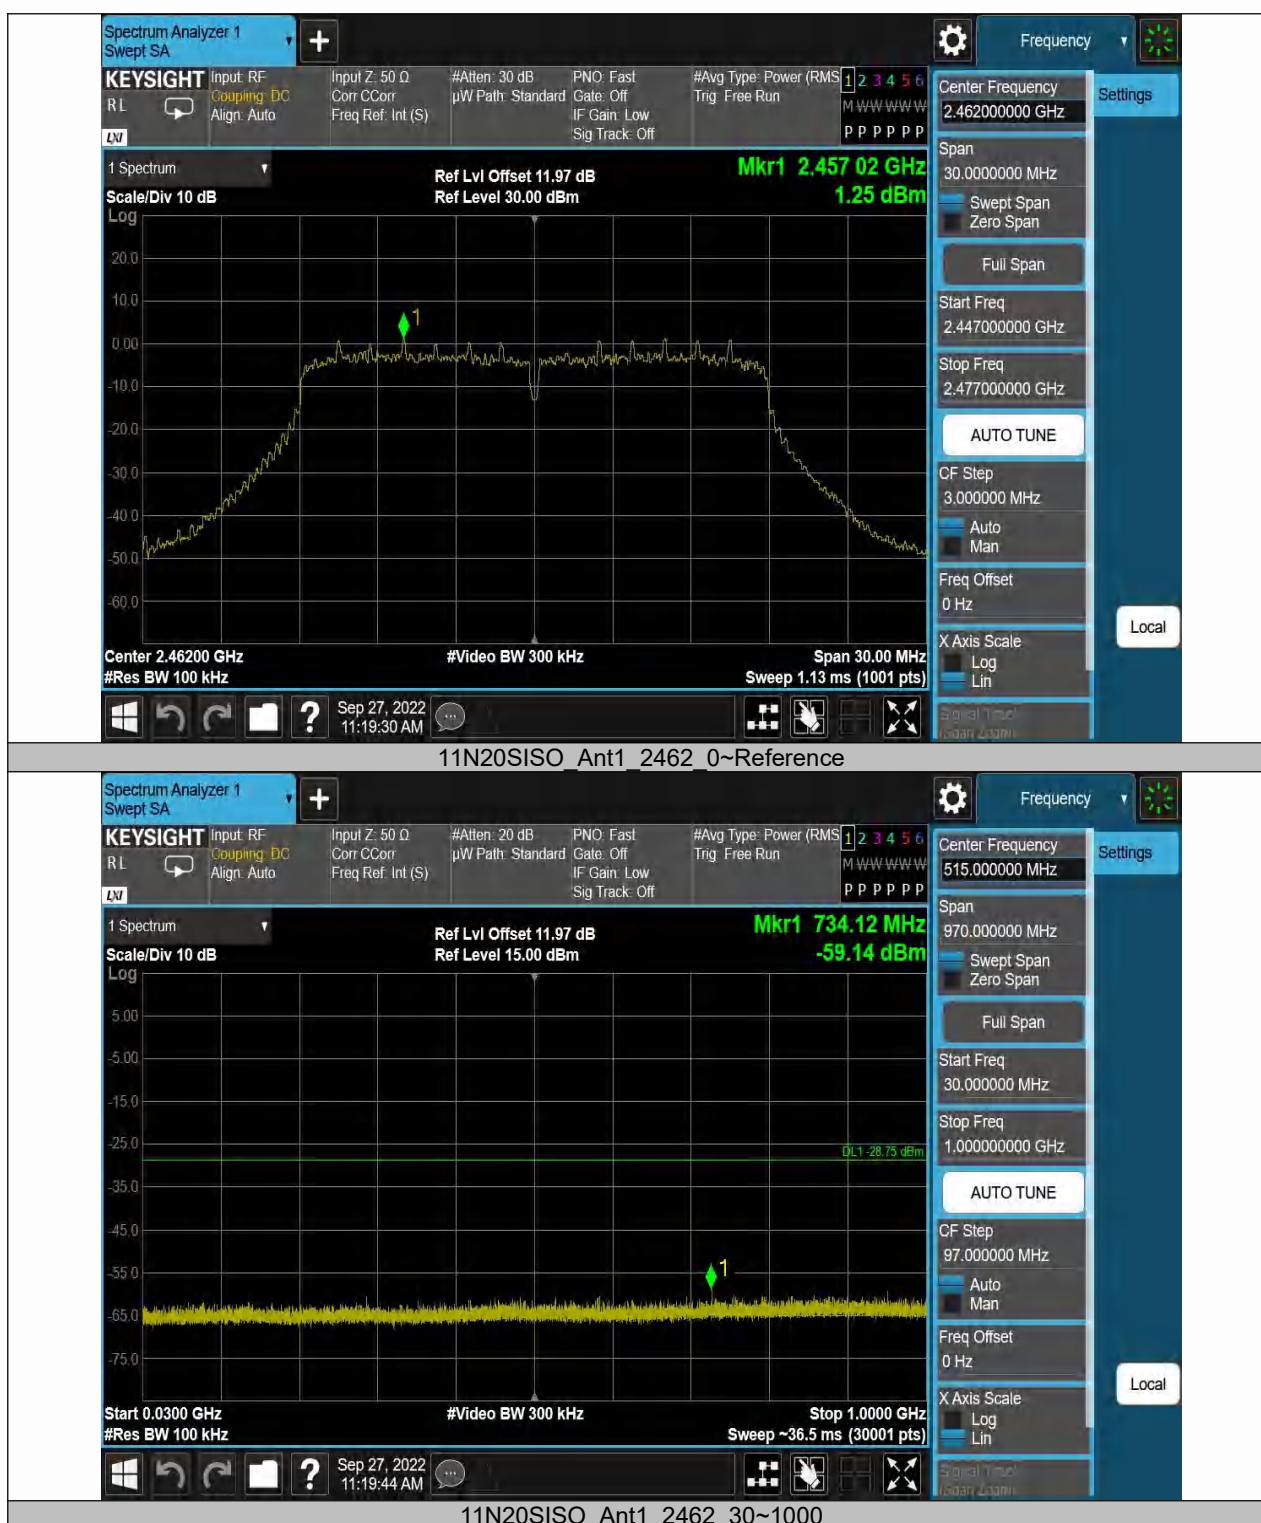 Spectrum Analyzer 1
Swept SA
Frequency
KEYSIGHT
R L
LXI
Input: RF
Coupling: DC
Align: Auto
Input Z: 50 Ω
Corr CCorr
Freq Ref: Int (S)
#Atten: 30 dB
µW Path: Standard
PNO: Fast
Gate: Off
IF Gain: Low
Sig Track: Off
#Avg Type: Power (RMS
Trig: Free Run
1 2 3 4 5 6
M W W W W W
P P P P P P
Center Frequency
2.462000000 GHz
Settings
1 Spectrum
Scale/Div 10 dB
Ref Lvl Offset 11.97 dB
Ref Level 30.00 dBm
Mkr1 2.457 02 GHz
1.25 dBm
Span
30.0000000 MHz
Swept Span
Zero Span
Log
20.0
10.0
0.00
-10.0
-20.0
-30.0
-40.0
-50.0
-60.0
1
Full Span
Start Freq
2.447000000 GHz
Stop Freq
2.477000000 GHz
AUTO TUNE
CF Step
3.000000 MHz
Auto
Man
Freq Offset
0 Hz
X Axis Scale
Log
Lin
Local
Center 2.46200 GHz
#Video BW 300 kHz
Span 30.00 MHz
#Res BW 100 kHz
Sweep 1.13 ms (1001 pts)
Sep 27, 2022
11:19:30 AM
Signal Track
(Span Zoom)
11N20SISO_Ant1_2462_0~Reference
Spectrum Analyzer 1
Swept SA
Frequency
KEYSIGHT
R L
LXI
Input: RF
Coupling: DC
Align: Auto
Input Z: 50 Ω
Corr CCorr
Freq Ref: Int (S)
#Atten: 20 dB
µW Path: Standard
PNO: Fast
Gate: Off
IF Gain: Low
Sig Track: Off
#Avg Type: Power (RMS
Trig: Free Run
1 2 3 4 5 6
M W W W W W
P P P P P P
Center Frequency
515.000000 MHz
Settings
1 Spectrum
Scale/Div 10 dB
Ref Lvl Offset 11.97 dB
Ref Level 15.00 dBm
Mkr1 734.12 MHz
-59.14 dBm
Span
970.000000 MHz
Swept Span
Zero Span
Log
5.00
-5.00
-15.0
-25.0
-35.0
-45.0
-55.0
-65.0
-75.0
DL1 -28.75 dBm
1
Full Span
Start Freq
30.000000 MHz
Stop Freq
1.000000000 GHz
AUTO TUNE
CF Step
97.000000 MHz
Auto
Man
Freq Offset
0 Hz
X Axis Scale
Log
Lin
Local
Start 0.0300 GHz
#Video BW 300 kHz
Stop 1.0000 GHz
#Res BW 100 kHz
Sweep ~36.5 ms (30001 pts)
Sep 27, 2022
11:19:44 AM
Signal Track
(Span Zoom)
11N20SISO_Ant1_2462_30~1000